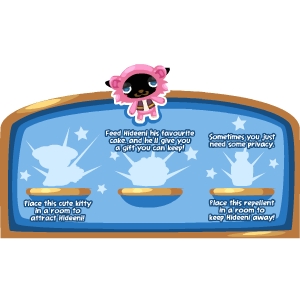 Feed Hideeni his favourite
cake, and he'll give you
a gift you can keep!
Sometimes you just
need some privacy.
Place this cute kitty
in a room to
attract Hideeni!
Place this repellent
in a room to
keep Hideeni away!